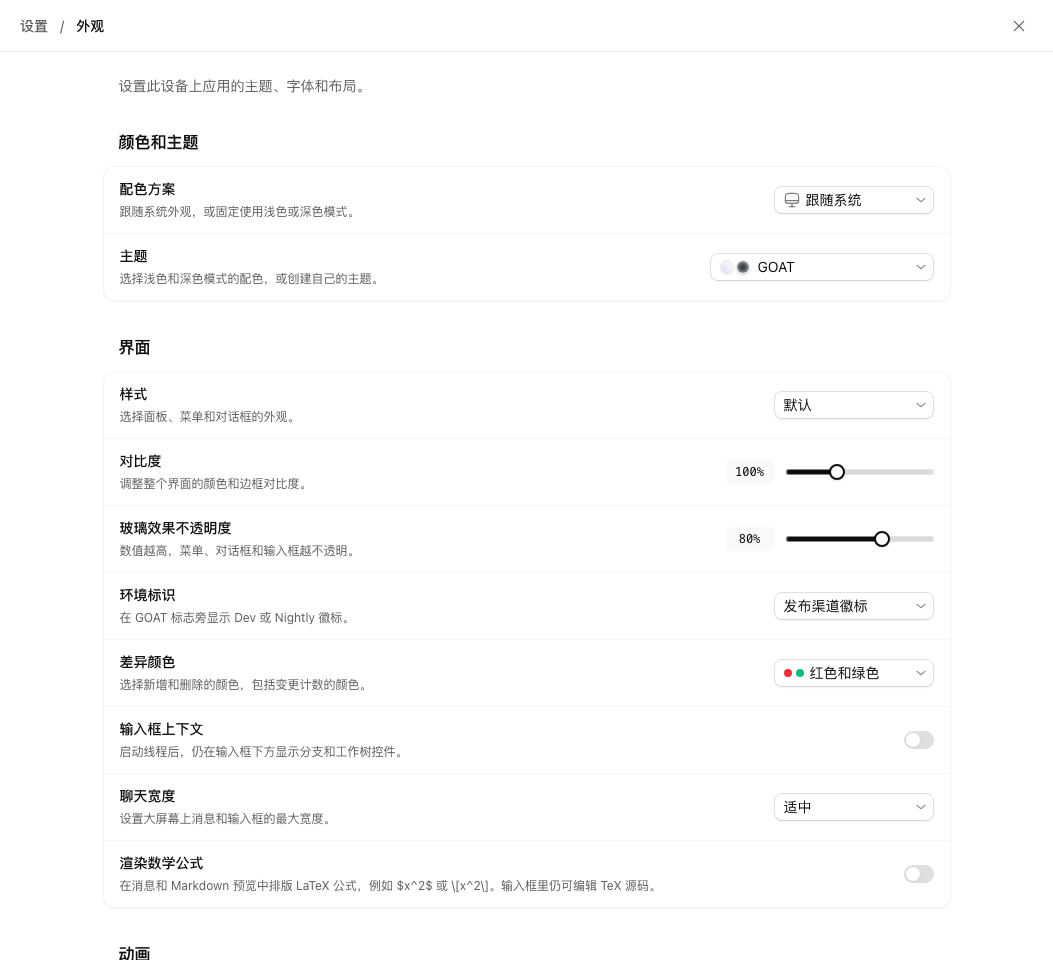 设置 / 外观
设置此设备上应用的主题、字体和布局。
颜色和主题
配色方案
跟随系统外观，或固定使用浅色或深色模式。
跟随系统
主题
选择浅色和深色模式的配色，或创建自己的主题。
GOAT
界面
样式
选择面板、菜单和对话框的外观。
默认
对比度
调整整个界面的颜色和边框对比度。
100%
玻璃效果不透明度
数值越高，菜单、对话框和输入框越不透明。
80%
环境标识
在 GOAT 标志旁显示 Dev 或 Nightly 徽标。
发布渠道徽标
差异颜色
选择新增和删除的颜色，包括变更计数的颜色。
红色和绿色
输入框上下文
启动线程后，仍在输入框下方显示分支和工作树控件。
聊天宽度
设置大屏幕上消息和输入框的最大宽度。
适中
渲染数学公式
在消息和 Markdown 预览中排版 LaTeX 公式，例如 $x^2$ 或 \[x^2\]。输入框里仍可编辑 TeX 源码。
动画